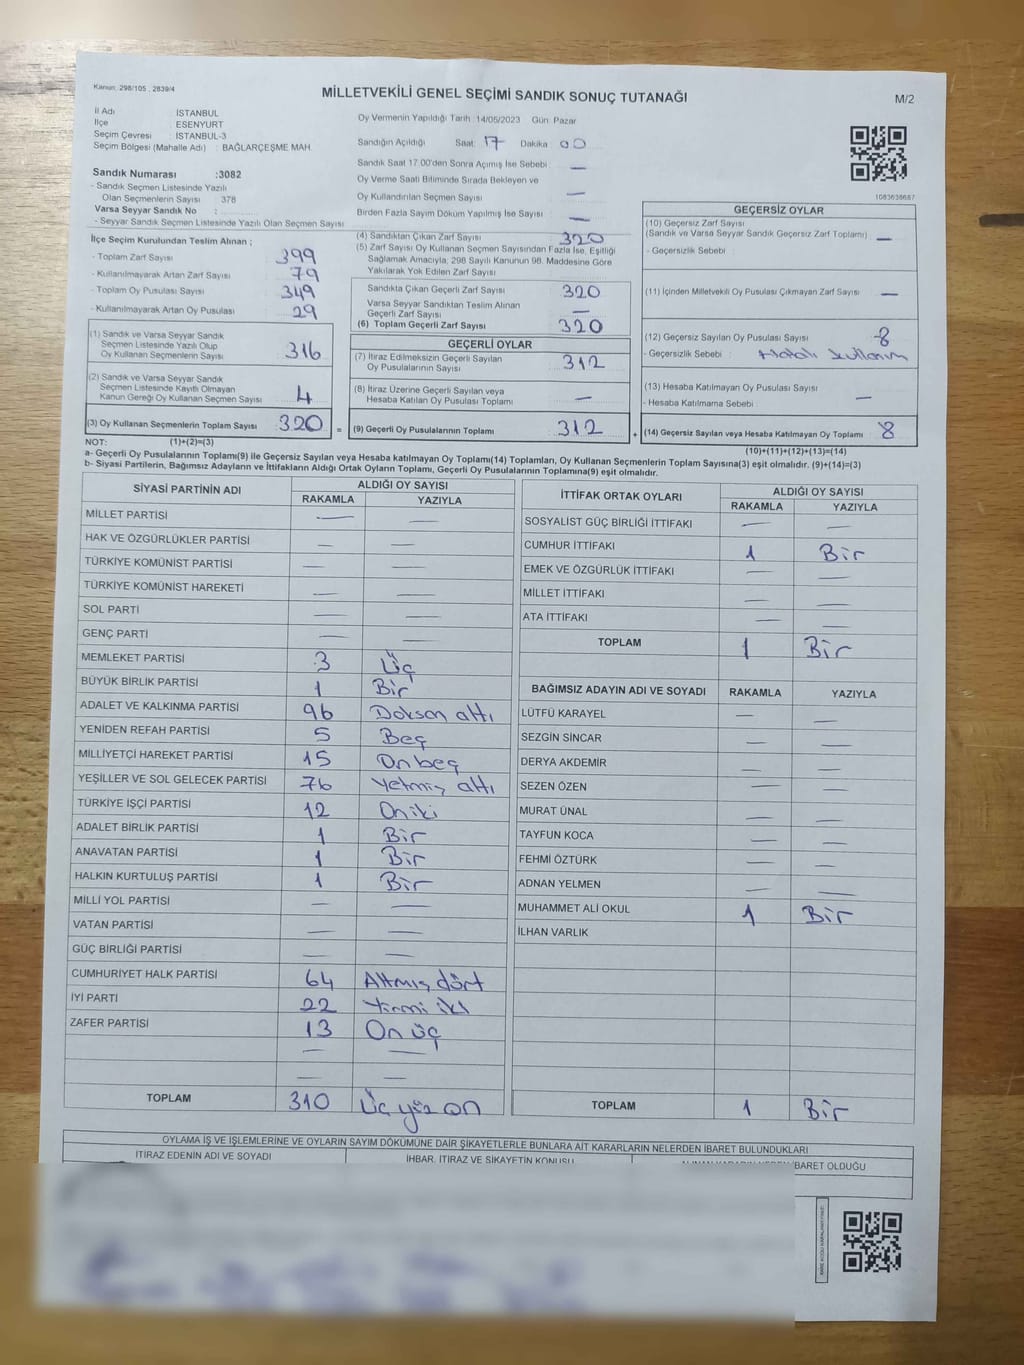 Kanun: 298/105 , 2839/4
MİLLETVEKİLİ GENEL SEÇİMİ SANDIK SONUÇ TUTANAĞI
M/2
İl Adı : İSTANBUL
İlçe : ESENYURT
Seçim Çevresi : İSTANBUL-3
Seçim Bölgesi (Mahalle Adı) : BAĞLARÇEŞME MAH.
Oy Vermenin Yapıldığı Tarih :14/05/2023 Gün: Pazar
Sandığın Açıldığı Saat: 17 Dakika 00
Sandık Saat 17.00'den Sonra Açılmış İse Sebebi : —
Oy Verme Saati Bitiminde Sırada Bekleyen ve
Oy Kullandırılan Seçmen Sayısı —
Birden Fazla Sayım Döküm Yapılmış İse Sayısı —
Sandık Numarası :3082
- Sandık Seçmen Listesinde Yazılı
Olan Seçmenlerin Sayısı : 378
Varsa Seyyar Sandık No :
- Seyyar Sandık Seçmen Listesinde Yazılı Olan Seçmen Sayısı
İlçe Seçim Kurulundan Teslim Alınan ;
- Toplam Zarf Sayısı : 399
- Kullanılmayarak Artan Zarf Sayısı : 79
- Toplam Oy Pusulası Sayısı : 349
- Kullanılmayarak Artan Oy Pusulası : 29
(1) Sandık ve Varsa Seyyar Sandık
Seçmen Listesinde Yazılı Olup
Oy Kullanan Seçmenlerin Sayısı : 316
(2) Sandık ve Varsa Seyyar Sandık
Seçmen Listesinde Kayıtlı Olmayan
Kanun Gereği Oy Kullanan Seçmen Sayısı : 4
(3) Oy Kullanan Seçmenlerin Toplam Sayısı : 320
(4) Sandıktan Çıkan Zarf Sayısı : 320
(5) Zarf Sayısı Oy Kullanan Seçmen Sayısından Fazla İse, Eşitliği
Sağlamak Amacıyla, 298 Sayılı Kanunun 98. Maddesine Göre
Yakılarak Yok Edilen Zarf Sayısı :
Sandıkta Çıkan Geçerli Zarf Sayısı : 320
Varsa Seyyar Sandıktan Teslim Alınan
Geçerli Zarf Sayısı : —
(6) Toplam Geçerli Zarf Sayısı : 320
GEÇERLİ OYLAR
(7) İtiraz Edilmeksizin Geçerli Sayılan
Oy Pusulalarının Sayısı : 312
(8) İtiraz Üzerine Geçerli Sayılan veya
Hesaba Katılan Oy Pusulası Toplamı : —
= (9) Geçerli Oy Pusulalarının Toplamı : 312
1083638687
GEÇERSİZ OYLAR
(10) Geçersiz Zarf Sayısı
(Sandık ve Varsa Seyyar Sandık Geçersiz Zarf Toplamı) : —
- Geçersizlik Sebebi :
(11) İçinden Milletvekili Oy Pusulası Çıkmayan Zarf Sayısı : —
(12) Geçersiz Sayılan Oy Pusulası Sayısı : 8
- Geçersizlik Sebebi : Hatalı kullanım
(13) Hesaba Katılmayan Oy Pusulası Sayısı :
- Hesaba Katılmama Sebebi : —
+ (14) Geçersiz Sayılan veya Hesaba Katılmayan Oy Toplamı : 8
NOT: (1)+(2)=(3)
(10)+(11)+(12)+(13)=(14)
a- Geçerli Oy Pusulalarının Toplamı(9) ile Geçersiz Sayılan veya Hesaba katılmayan Oy Toplamı(14) Toplamları, Oy Kullanan Seçmenlerin Toplam Sayısına(3) eşit olmalıdır. (9)+(14)=(3)
b- Siyasi Partilerin, Bağımsız Adayların ve İttifakların Aldığı Ortak Oyların Toplamı, Geçerli Oy Pusulalarının Toplamına(9) eşit olmalıdır.
SİYASİ PARTİNİN ADI ALDIĞI OY SAYISI
RAKAMLA YAZIYLA
MİLLET PARTİSİ — —
HAK VE ÖZGÜRLÜKLER PARTİSİ — —
TÜRKİYE KOMÜNİST PARTİSİ — —
TÜRKİYE KOMÜNİST HAREKETİ — —
SOL PARTİ — —
GENÇ PARTİ — —
MEMLEKET PARTİSİ 3 Üç
BÜYÜK BİRLİK PARTİSİ 1 Bir
ADALET VE KALKINMA PARTİSİ 96 Doksan altı
YENİDEN REFAH PARTİSİ 5 Beş
MİLLİYETÇİ HAREKET PARTİSİ 15 On beş
YEŞİLLER VE SOL GELECEK PARTİSİ 76 Yetmiş altı
TÜRKİYE İŞÇİ PARTİSİ 12 On iki
ADALET BİRLİK PARTİSİ 1 Bir
ANAVATAN PARTİSİ 1 Bir
HALKIN KURTULUŞ PARTİSİ 1 Bir
MİLLİ YOL PARTİSİ — —
VATAN PARTİSİ — —
GÜÇ BİRLİĞİ PARTİSİ — —
CUMHURİYET HALK PARTİSİ 64 Altmış dört
İYİ PARTİ 22 Yirmi iki
ZAFER PARTİSİ 13 On üç
— —
— —
TOPLAM 310 Üç yüz on
İTTİFAK ORTAK OYLARI ALDIĞI OY SAYISI
RAKAMLA YAZIYLA
SOSYALİST GÜÇ BİRLİĞİ İTTİFAKI — —
CUMHUR İTTİFAKI 1 Bir
EMEK VE ÖZGÜRLÜK İTTİFAKI — —
MİLLET İTTİFAKI — —
ATA İTTİFAKI — —
TOPLAM 1 Bir
BAĞIMSIZ ADAYIN ADI VE SOYADI RAKAMLA YAZIYLA
LÜTFÜ KARAYEL — —
SEZGİN SİNCAR — —
DERYA AKDEMİR — —
SEZEN ÖZEN — —
MURAT ÜNAL — —
TAYFUN KOCA — —
FEHMİ ÖZTÜRK — —
ADNAN YELMEN — —
MUHAMMET ALİ OKUL 1 Bir
İLHAN VARLIK
TOPLAM 1 Bir
OYLAMA İŞ VE İŞLEMLERİNE VE OYLARIN SAYIM DÖKÜMÜNE DAİR ŞİKAYETLERLE BUNLARA AİT KARARLARIN NELERDEN İBARET BULUNDUKLARI
İTİRAZ EDENİN ADI VE SOYADI
İHBAR, İTİRAZ VE ŞİKAYETİN KONUSU
İBARET OLDUĞU